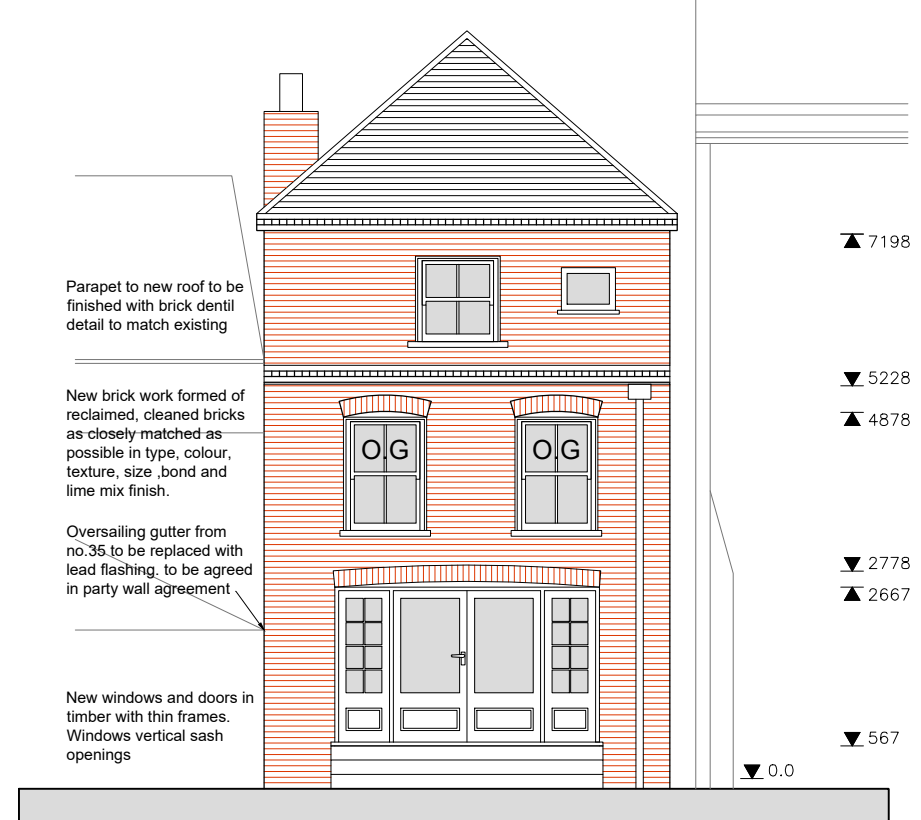 7198
Parapet to new roof to be
finished with brick dentil
detail to match existing
5228
New brick work formed of
reclaimed, cleaned bricks
as closely matched as
possible in type, colour,
texture, size ,bond and
lime mix finish.
4878
O.G
O.G
Oversailing gutter from
no.35 to be replaced with
lead flashing. to be agreed
in party wall agreement
2778
2667
New windows and doors in
timber with thin frames.
Windows vertical sash
openings
567
0.0